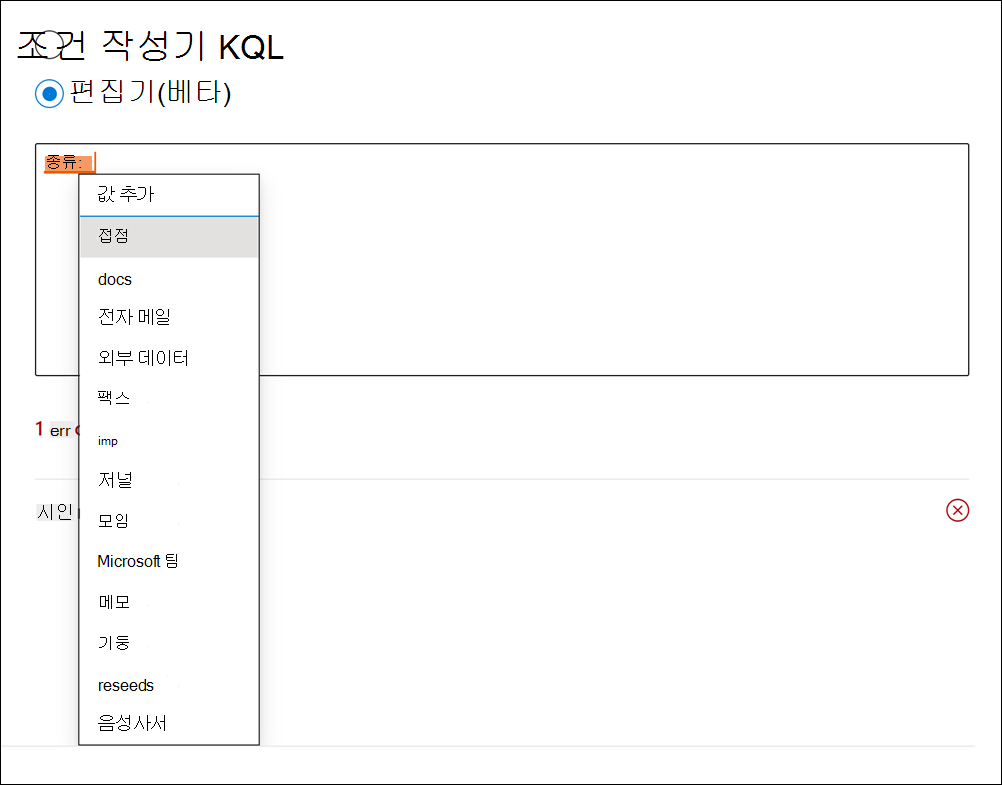 조건 작성기 KQL
편집기(베타)
종류:
값 추가
접점
docs
전자 메일
외부 데이터
팩스
1 err
imp
저널
시인
모임
Microsoft 팀
메모
기둥
reseeds
음성사서